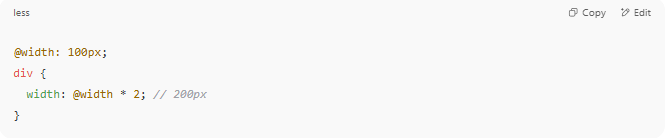 less
Copy
Edit
@width: 100px;
div {
  width: @width * 2; // 200px
}